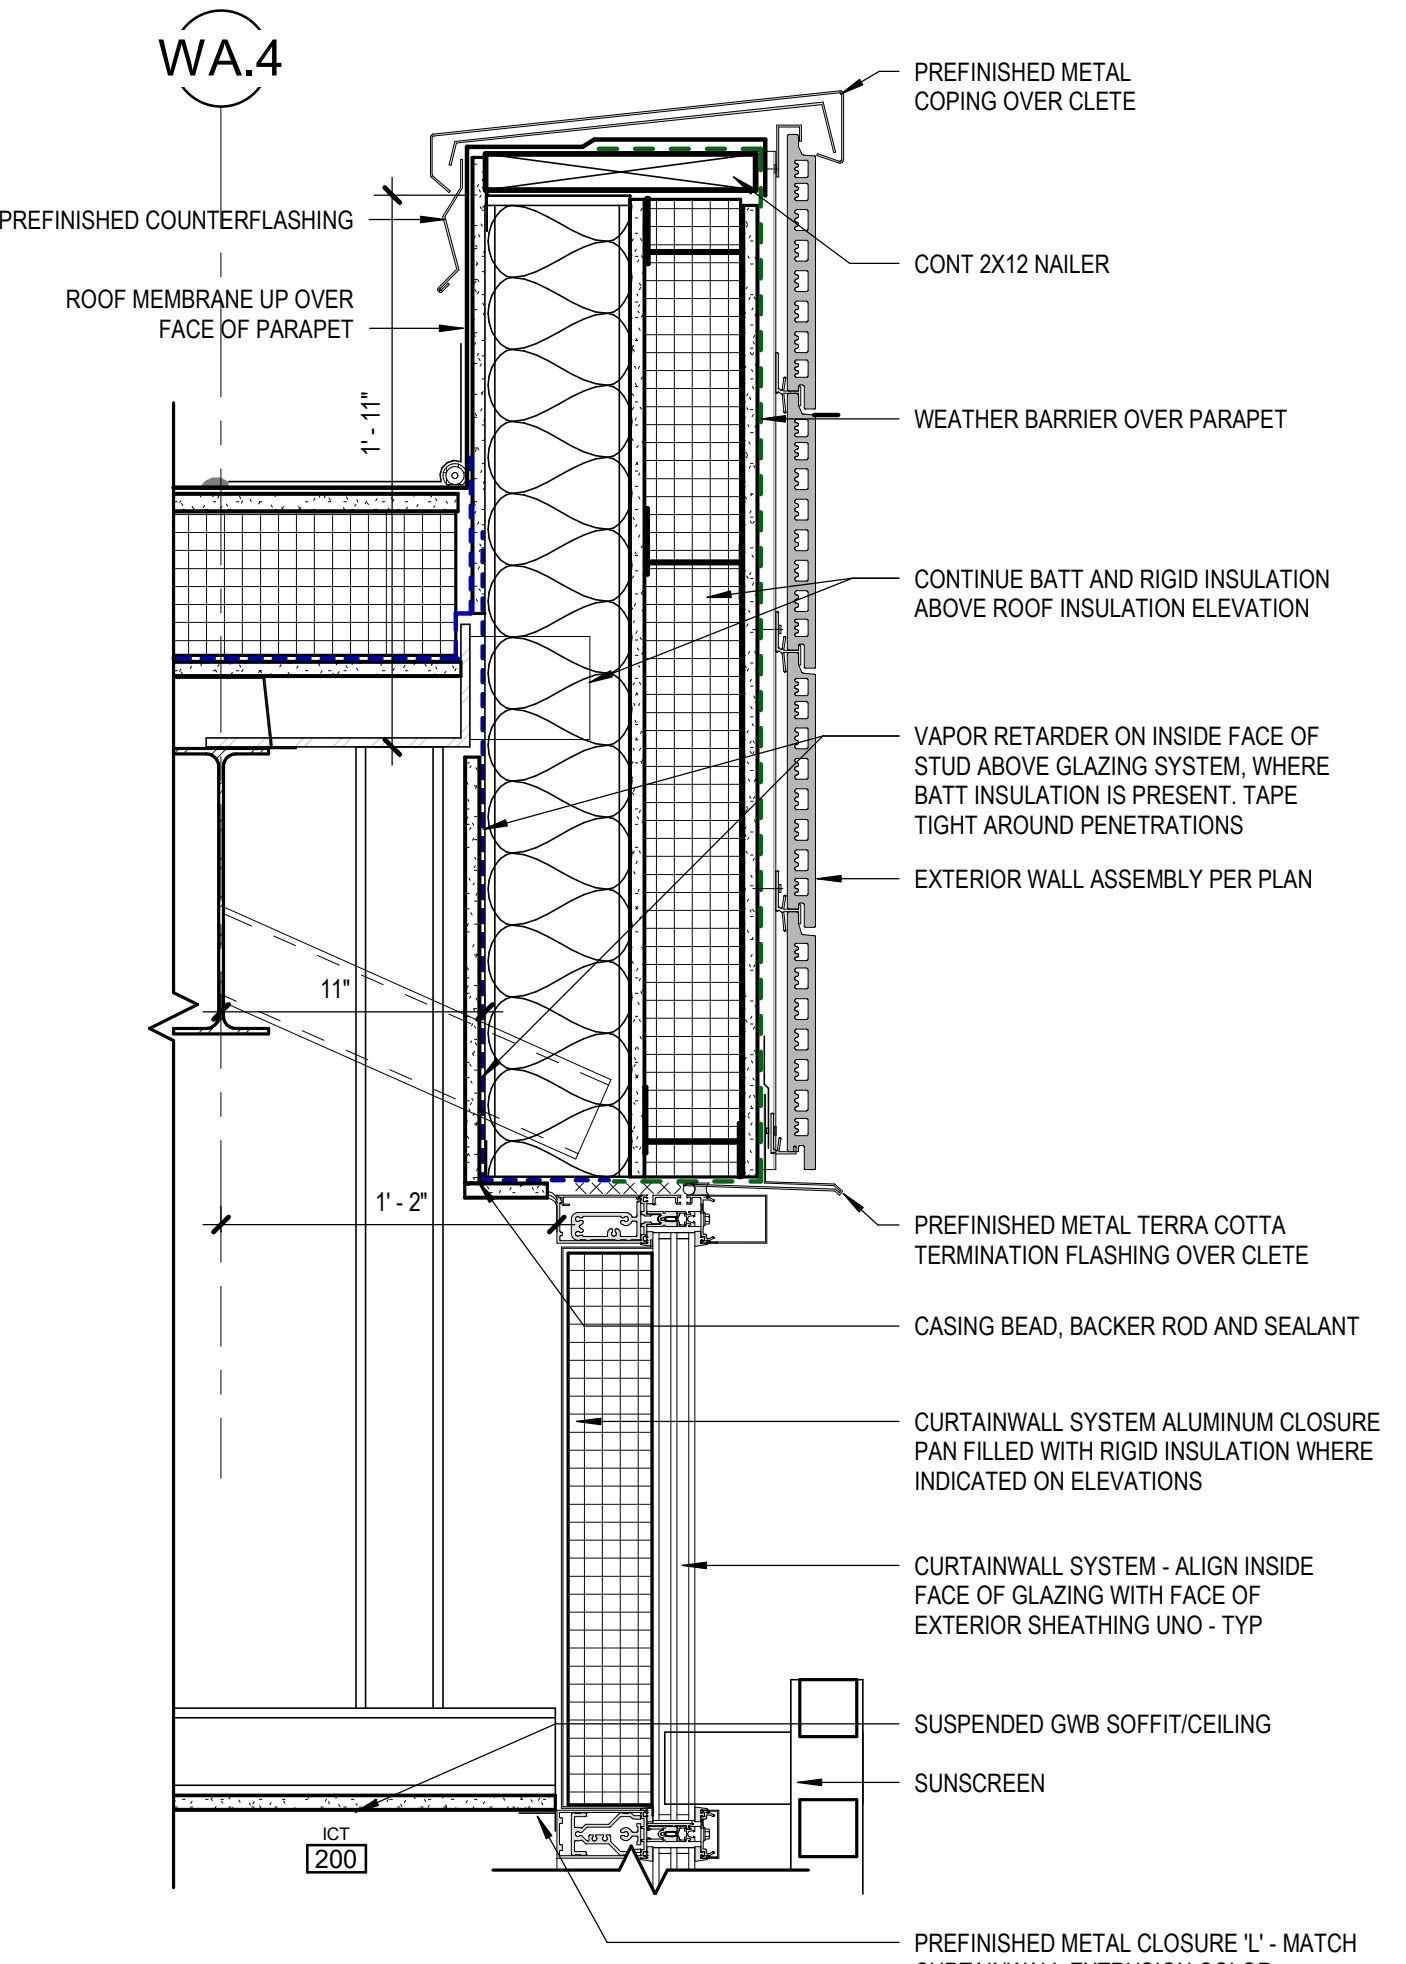 WA.4
PREFINISHED METAL
COPING OVER CLETE
PREFINISHED COUNTERFLASHING
CONT 2X12 NAILER
ROOF MEMBRANE UP OVER
FACE OF PARAPET
1' - 11"
WEATHER BARRIER OVER PARAPET
CONTINUE BATT AND RIGID INSULATION
ABOVE ROOF INSULATION ELEVATION
VAPOR RETARDER ON INSIDE FACE OF
STUD ABOVE GLAZING SYSTEM, WHERE
BATT INSULATION IS PRESENT. TAPE
TIGHT AROUND PENETRATIONS
EXTERIOR WALL ASSEMBLY PER PLAN
11"
1' - 2"
PREFINISHED METAL TERRA COTTA
TERMINATION FLASHING OVER CLETE
CASING BEAD, BACKER ROD AND SEALANT
CURTAINWALL SYSTEM ALUMINUM CLOSURE
PAN FILLED WITH RIGID INSULATION WHERE
INDICATED ON ELEVATIONS
CURTAINWALL SYSTEM - ALIGN INSIDE
FACE OF GLAZING WITH FACE OF
EXTERIOR SHEATHING UNO - TYP
SUSPENDED GWB SOFFIT/CEILING
SUNSCREEN
ICT
200
PREFINISHED METAL CLOSURE 'L' - MATCH